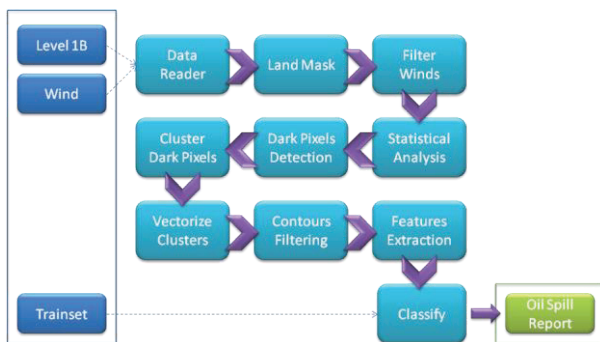 Level 1B
Wind
Data
Reader
Land Mask
Filter
Winds
Cluster
Dark Pixels
Dark Pixels
Detection
Statistical
Analysis
Vectorize
Clusters
Contours
Filtering
Features
Extraction
Trainset
Classify
Oil Spill
Report